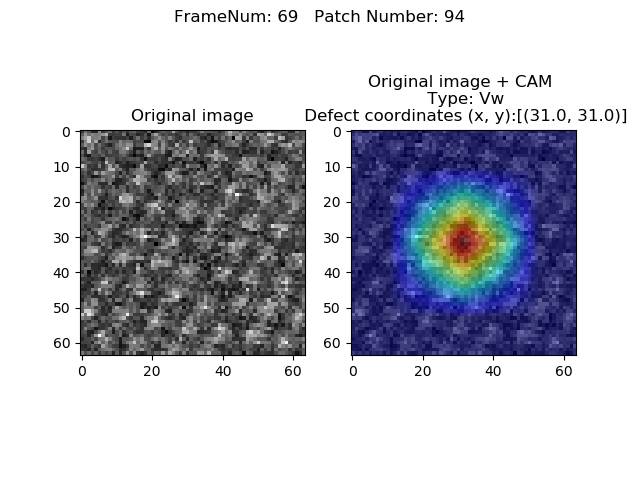 FrameNum: 69   Patch Number: 94
Original image
Original image + CAM
Type: Vw
Defect coordinates (x, y):[(31.0, 31.0)]
0
10
20
30
40
50
60
0 20 40 60
0
10
20
30
40
50
60
0 20 40 60